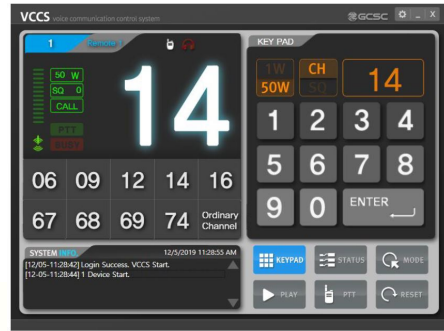 VCCS voice communication control system
GCSC
1 Remote
50 W
SQ 0
CALL
PTT
BUSY
14
06 09 12 14 16
67 68 69 74 Ordinary Channel
SYSTEM INFO 12/5/2019 11:28:55 AM
[12/05-11:28:42] Login Success. VCCS Start.
[12-05-11:28:44] 1 Device Start.
KEY PAD
1W CH
50W SQ
14
1 2 3 4
5 6 7 8
9 0 ENTER
KEYPAD STATUS MODE
PLAY PTT RESET